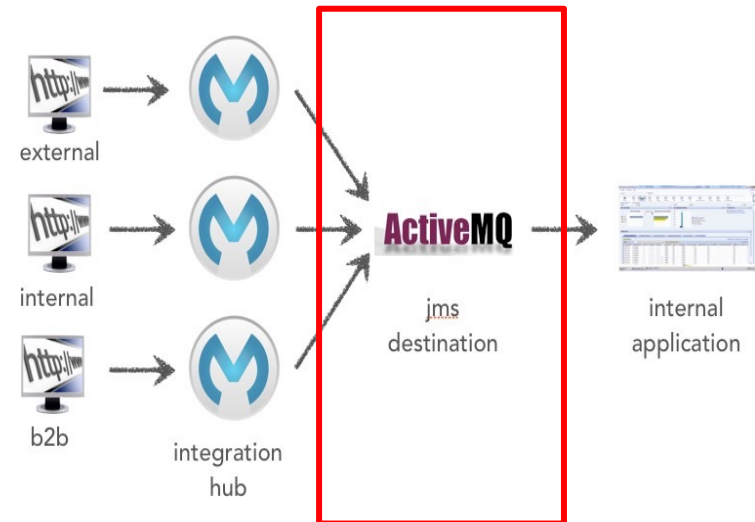 http://www
external
http://www
internal
http://www
b2b
integration
hub
ActiveMQ
jms
destination
internal
application